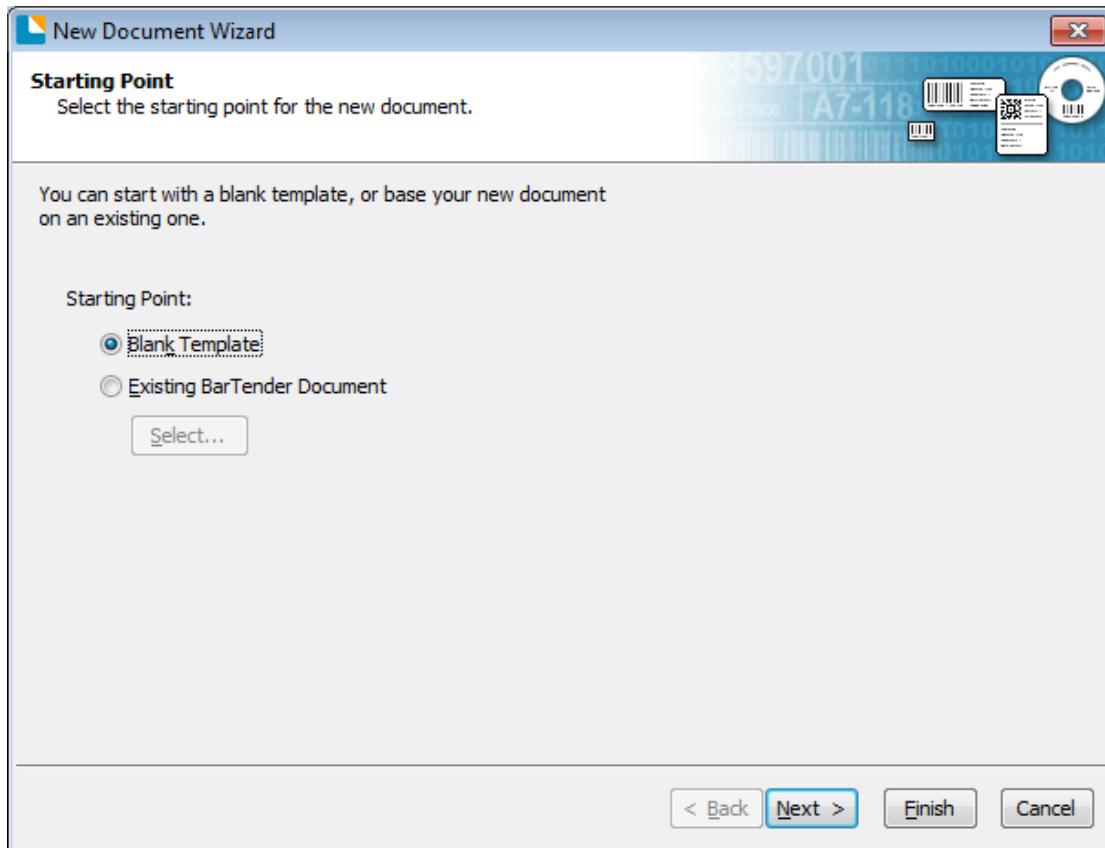 New Document Wizard
Starting Point
Select the starting point for the new document.
3597001
A7-118
You can start with a blank template, or base your new document
on an existing one.
Starting Point:
Blank Template
Existing BarTender Document
Select...
< Back
Next >
Finish
Cancel